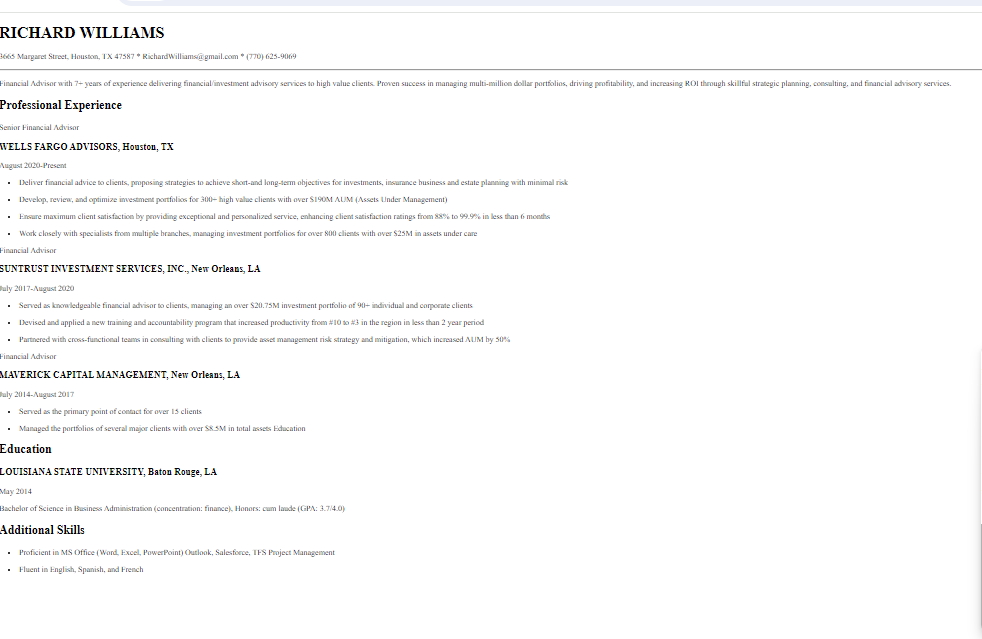 RICHARD WILLIAMS
3665 Margaret Street, Houston, TX 47587 * RichardWilliams@gmail.com * (770) 625-9069
Financial Advisor with 7+ years of experience delivering financial/investment advisory services to high value clients. Proven success in managing multi-million dollar portfolios, driving profitability, and increasing ROI through skillful strategic planning, consulting, and financial advisory services.
Professional Experience
Senior Financial Advisor
WELLS FARGO ADVISORS, Houston, TX
August 2020-Present
• Deliver financial advice to clients, proposing strategies to achieve short-and long-term objectives for investments, insurance business and estate planning with minimal risk
• Develop, review, and optimize investment portfolios for 300+ high value clients with over $190M AUM (Assets Under Management)
• Ensure maximum client satisfaction by providing exceptional and personalized service, enhancing client satisfaction ratings from 88% to 99.9% in less than 6 months
• Work closely with specialists from multiple branches, managing investment portfolios for over 800 clients with over $25M in assets under care
Financial Advisor
SUNTRUST INVESTMENT SERVICES, INC., New Orleans, LA
July 2017-August 2020
• Served as knowledgeable financial advisor to clients, managing an over $20.75M investment portfolio of 90+ individual and corporate clients
• Devised and applied a new training and accountability program that increased productivity from #10 to #3 in the region in less than 2 year period
• Partnered with cross-functional teams in consulting with clients to provide asset management risk strategy and mitigation, which increased AUM by 50%
Financial Advisor
MAVERICK CAPITAL MANAGEMENT, New Orleans, LA
July 2014-August 2017
• Served as the primary point of contact for over 15 clients
• Managed the portfolios of several major clients with over $8.5M in total assets Education
Education
LOUISIANA STATE UNIVERSITY, Baton Rouge, LA
May 2014
Bachelor of Science in Business Administration (concentration: finance), Honors: cum laude (GPA: 3.7/4.0)
Additional Skills
• Proficient in MS Office (Word, Excel, PowerPoint) Outlook, Salesforce, TFS Project Management
• Fluent in English, Spanish, and French